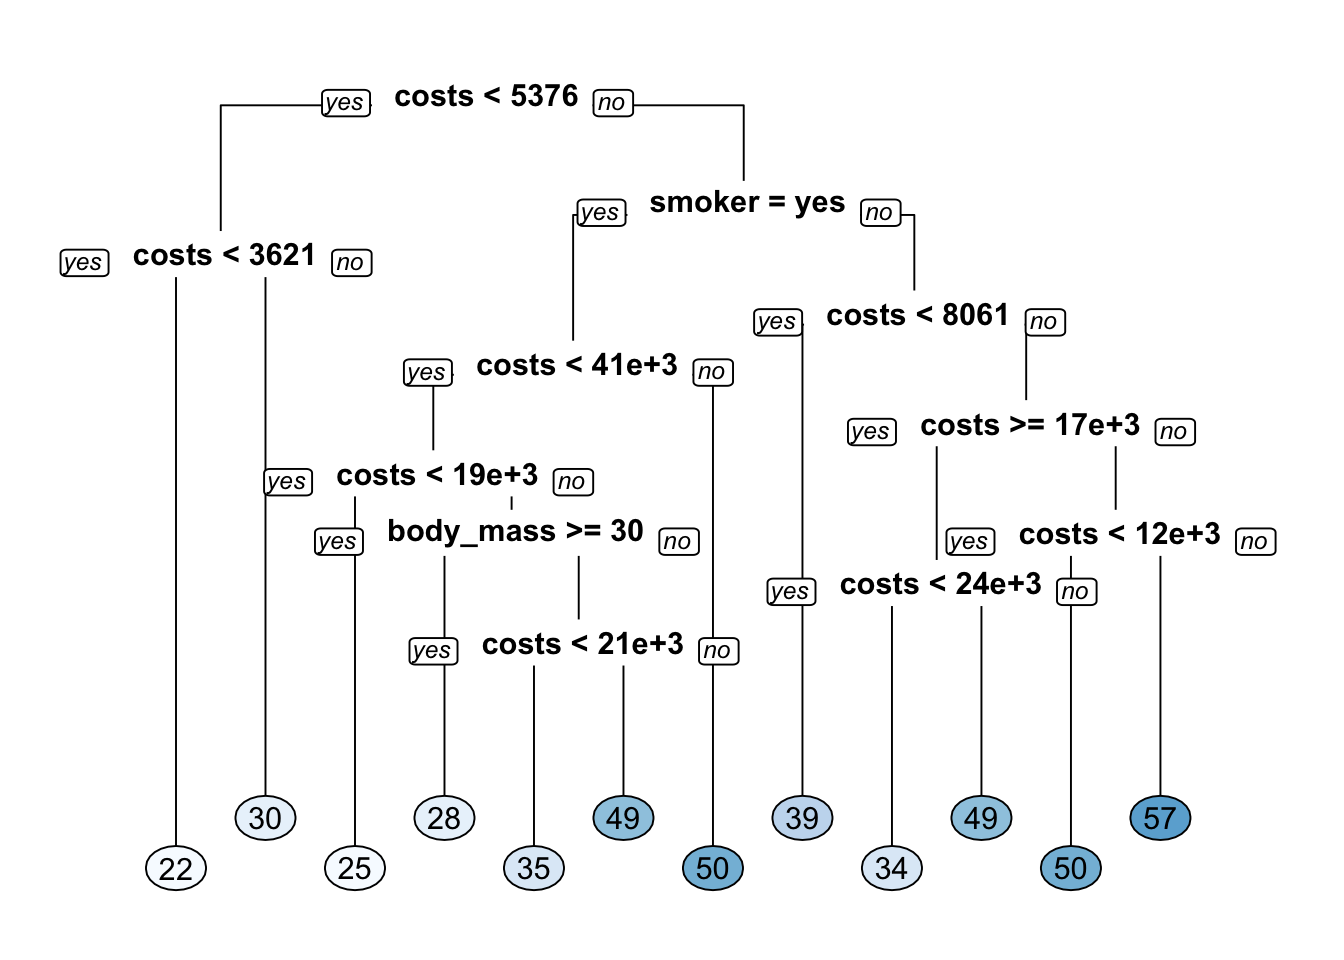 yes costs < 5376 no
yes smoker = yes no
yes costs < 3621 no
yes costs < 8061 no
yes costs < 41e+3 no
yes costs >= 17e+3 no
yes costs < 19e+3 no
yes body_mass >= 30 no
yes costs < 12e+3 no
yes costs < 24e+3 no
yes costs < 21e+3 no
30 28 49 39 49 57
22 25 35 50 34 50